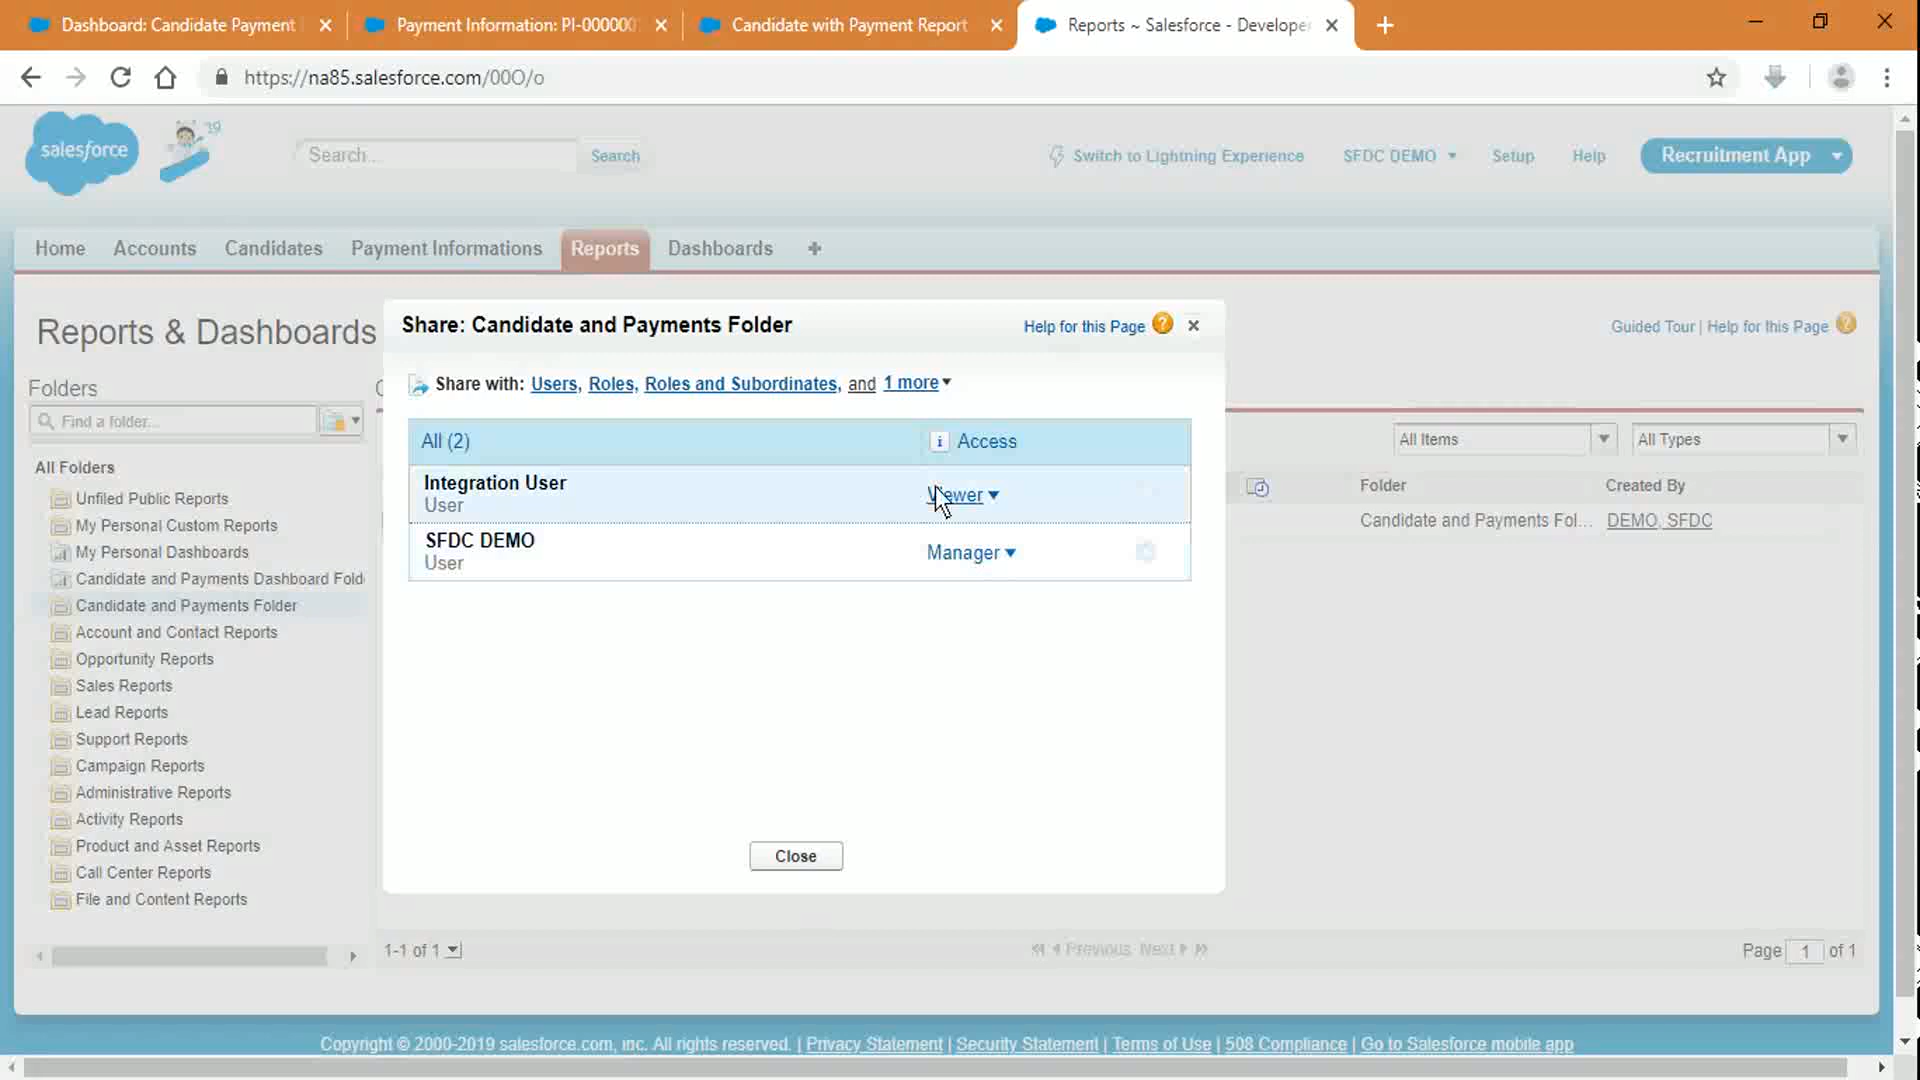 Dashboard: Candidate Payment
Payment Information: PI-000000
Candidate with Payment Report
Reports ~ Salesforce - Developer
https://na85.salesforce.com/00O/o
salesforce
'19
Search...
Search
Switch to Lightning Experience
SFDC DEMO
Setup
Help
Recruitment App
Home
Accounts
Candidates
Payment Informations
Reports
Dashboards
+
Reports & Dashboards
Guided Tour | Help for this Page
Share: Candidate and Payments Folder
Help for this Page
Share with: Users, Roles, Roles and Subordinates, and 1 more
All (2)
Access
Integration User
User
Viewer
SFDC DEMO
User
Manager
Close
Folders
Find a folder...
All Folders
Unfiled Public Reports
My Personal Custom Reports
My Personal Dashboards
Candidate and Payments Dashboard Fold
Candidate and Payments Folder
Account and Contact Reports
Opportunity Reports
Sales Reports
Lead Reports
Support Reports
Campaign Reports
Administrative Reports
Activity Reports
Product and Asset Reports
Call Center Reports
File and Content Reports
All Items
All Types
Folder
Created By
Candidate and Payments Fol...
DEMO, SFDC
1-1 of 1
Previous Next
Page 1 of 1
Copyright © 2000-2019 salesforce.com, inc. All rights reserved. | Privacy Statement | Security Statement | Terms of Use | 508 Compliance | Go to Salesforce mobile app